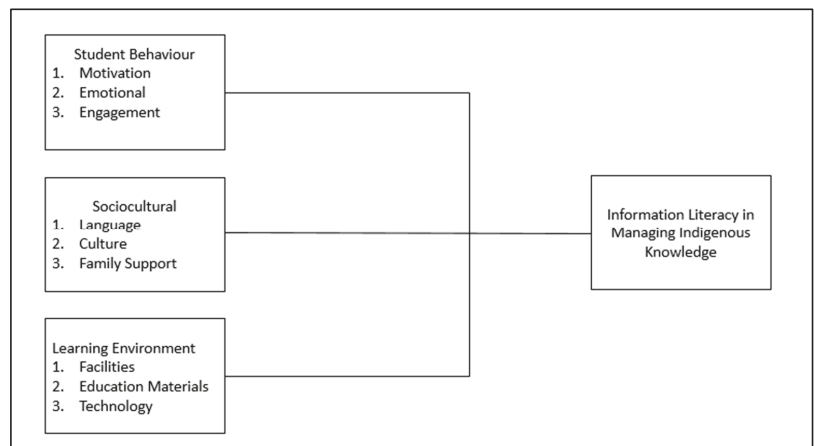 Student Behaviour
1. Motivation
2. Emotional
3. Engagement
Sociocultural
1. Language
2. Culture
3. Family Support
Learning Environment
1. Facilities
2. Education Materials
3. Technology
Information Literacy in
Managing Indigenous
Knowledge